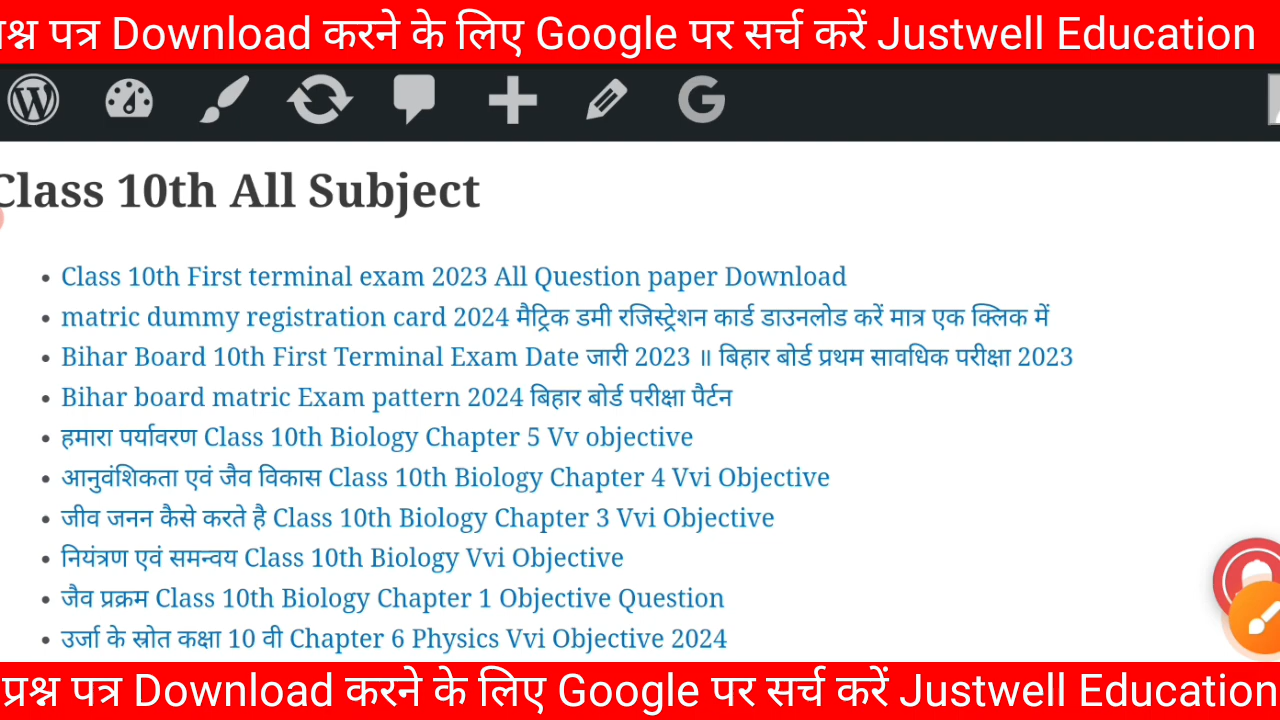 प्रश्न पत्र Download करने के लिए Google पर सर्च करें Justwell Education
Class 10th All Subject
Class 10th First terminal exam 2023 All Question paper Download
matric dummy registration card 2024 मैट्रिक डमी रजिस्ट्रेशन कार्ड डाउनलोड करें मात्र एक क्लिक में
Bihar Board 10th First Terminal Exam Date जारी 2023 ॥ बिहार बोर्ड प्रथम सावधिक परीक्षा 2023
Bihar board matric Exam pattern 2024 बिहार बोर्ड परीक्षा पैर्टन
हमारा पर्यावरण Class 10th Biology Chapter 5 Vv objective
आनुवंशिकता एवं जैव विकास Class 10th Biology Chapter 4 Vvi Objective
जीव जनन कैसे करते है Class 10th Biology Chapter 3 Vvi Objective
नियंत्रण एवं समन्वय Class 10th Biology Vvi Objective
जैव प्रक्रम Class 10th Biology Chapter 1 Objective Question
उर्जा के स्रोत कक्षा 10 वी Chapter 6 Physics Vvi Objective 2024
प्रश्न पत्र Download करने के लिए Google पर सर्च करें Justwell Education